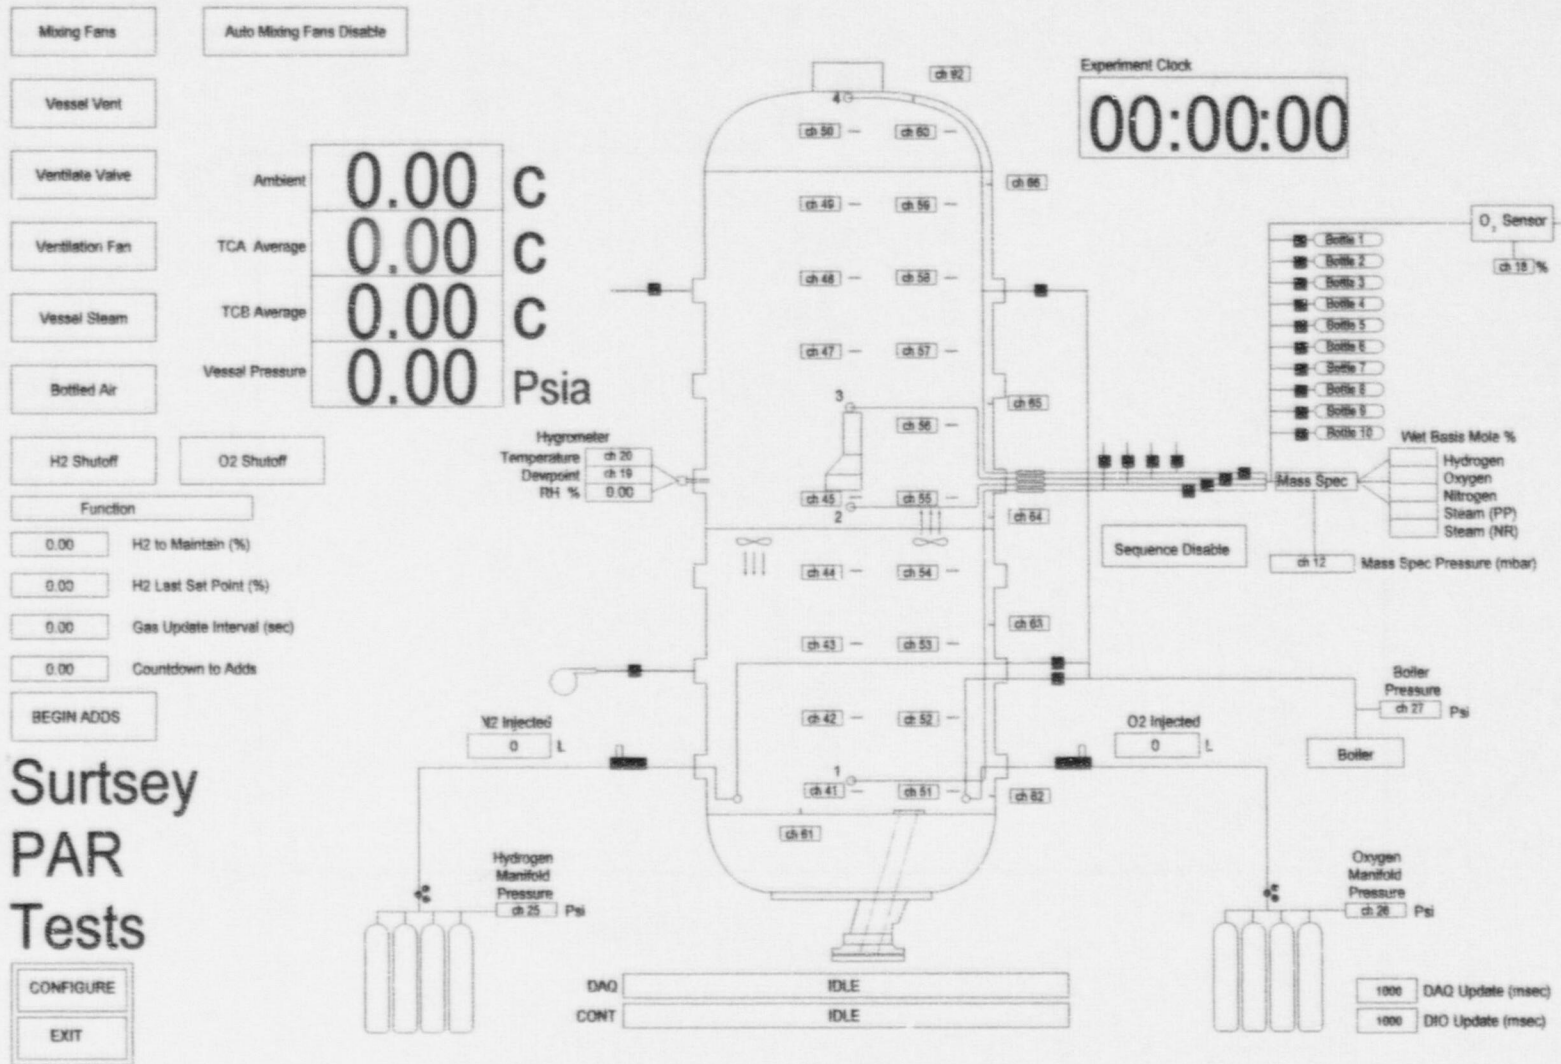 Mixing Fans
Auto Mixing Fans Disable
Vessel Vent
Ventilate Valve
Ventilation Fan
Vessel Steam
Bottled Air
H2 Shutoff
O2 Shutoff
Function
0.00 H2 to Maintain (%)
0.00 H2 Last Set Point (%)
0.00 Gas Update Interval (sec)
0.00 Countdown to Adds
BEGIN ADDS
Surtsey
PAR
Tests
CONFIGURE
EXIT
Ambient 0.00 C
TCA Average 0.00 C
TCB Average 0.00 C
Vessel Pressure 0.00 Psia
Hygrometer
Temperature ch 20
Dewpoint ch 19
RH % 0.00
ch 92
4
ch 50 ch 60
ch 66
ch 49 ch 59
ch 48 ch 58
ch 47 ch 57
3
ch 65
ch 56
ch 45 ch 55
2
ch 64
ch 44 ch 54
ch 63
ch 43 ch 53
ch 42 ch 52
1
ch 41 ch 51
ch 62
ch 61
Injected
0 L
O2 Injected
0 L
Hydrogen
Manifold
Pressure
ch 25 Psi
Oxygen
Manifold
Pressure
ch 26 Psi
DAQ IDLE
CONT IDLE
Experiment Clock
00:00:00
O2 Sensor
ch 18 %
Bottle 1
Bottle 2
Bottle 3
Bottle 4
Bottle 5
Bottle 6
Bottle 7
Bottle 8
Bottle 9
Bottle 10
Wet Basis Mole %
Mass Spec
Hydrogen
Oxygen
Nitrogen
Steam (PP)
Steam (NR)
Sequence Disable
ch 12 Mass Spec Pressure (mbar)
Boiler
Pressure
ch 27 Psi
Boiler
1000 DAQ Update (msec)
1000 DIO Update (msec)